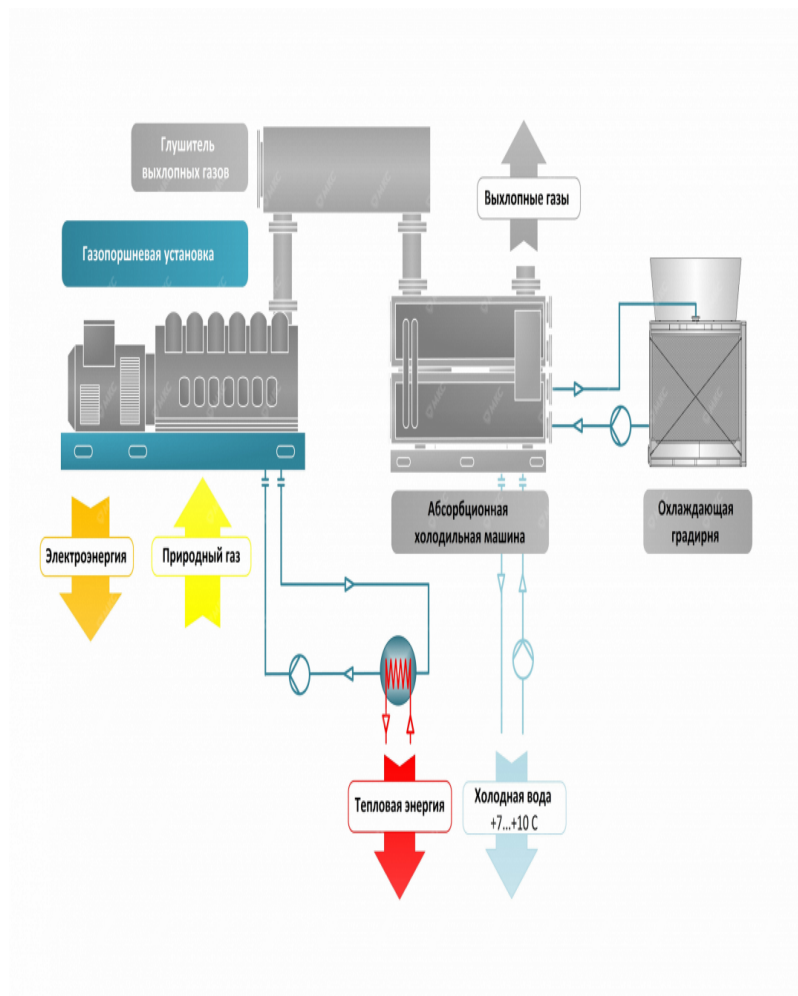 Глушитель
выхлопных газов
Выхлопные газы
Газопоршневая установка
Абсорбционная
холодильная машина
Охлаждающая
градирня
Электроэнергия
Природный газ
Тепловая энергия
Холодная вода
+7...+10 С